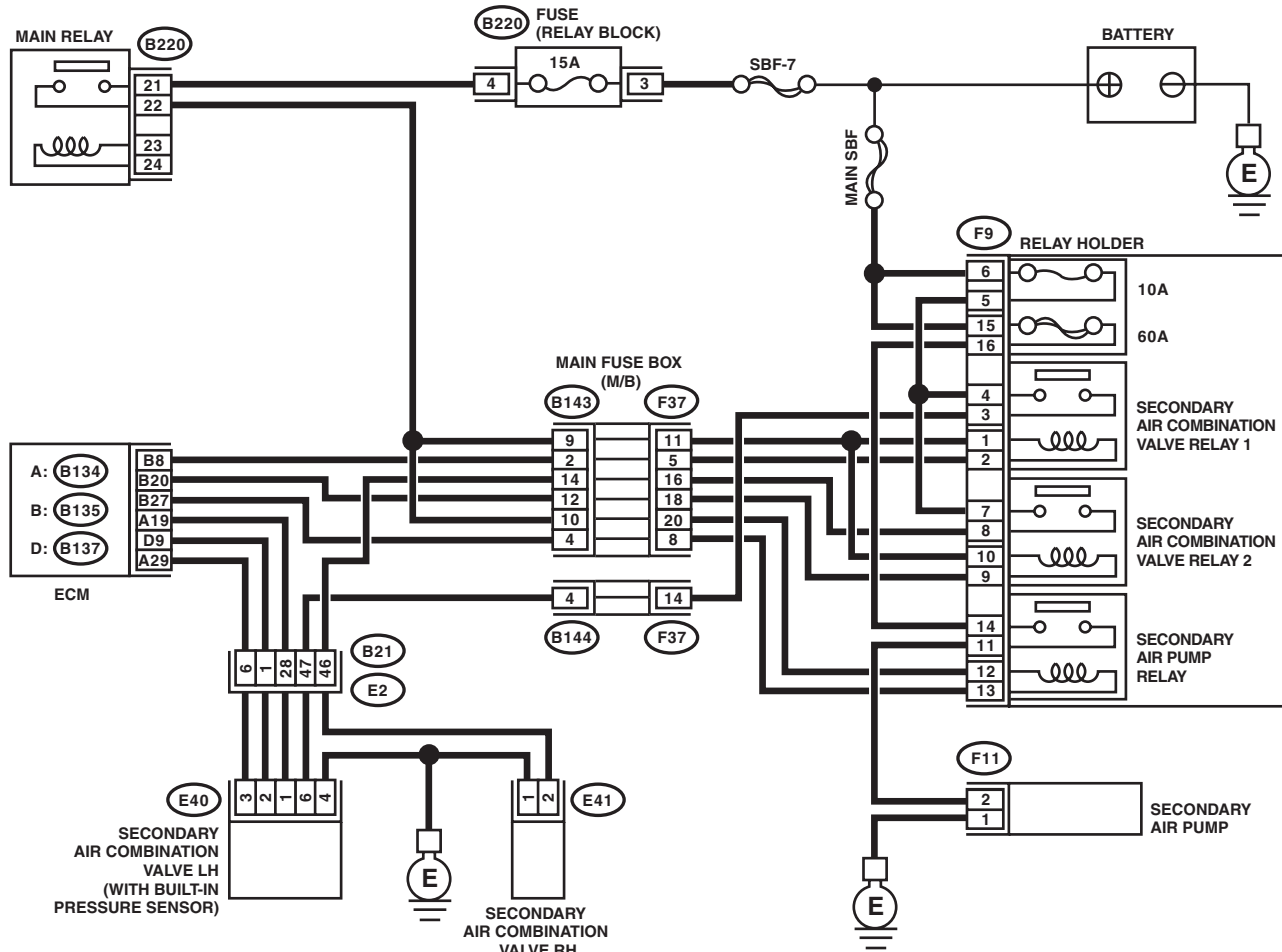 MAIN RELAY
B220
21
22
23
24
B220
FUSE
(RELAY BLOCK)
15A
4
3
SBF-7
MAIN SBF
BATTERY
E
F9
RELAY HOLDER
6
5
15
16
10A
60A
4
3
1
2
SECONDARY
AIR COMBINATION
VALVE RELAY 1
7
8
10
9
SECONDARY
AIR COMBINATION
VALVE RELAY 2
14
11
12
13
SECONDARY
AIR PUMP
RELAY
MAIN FUSE BOX
(M/B)
B143
F37
9
11
2
5
14
16
12
18
10
20
4
8
4
14
B144
F37
A: B134
B: B135
D: B137
B8
B20
B27
A19
D9
A29
ECM
6
1
28
47
46
B21
E2
E40
3
2
1
6
4
SECONDARY
AIR COMBINATION
VALVE LH
(WITH BUILT-IN
PRESSURE SENSOR)
E
1
2
E41
SECONDARY
AIR COMBINATION
VALVE RH
F11
2
1
SECONDARY
AIR PUMP
E